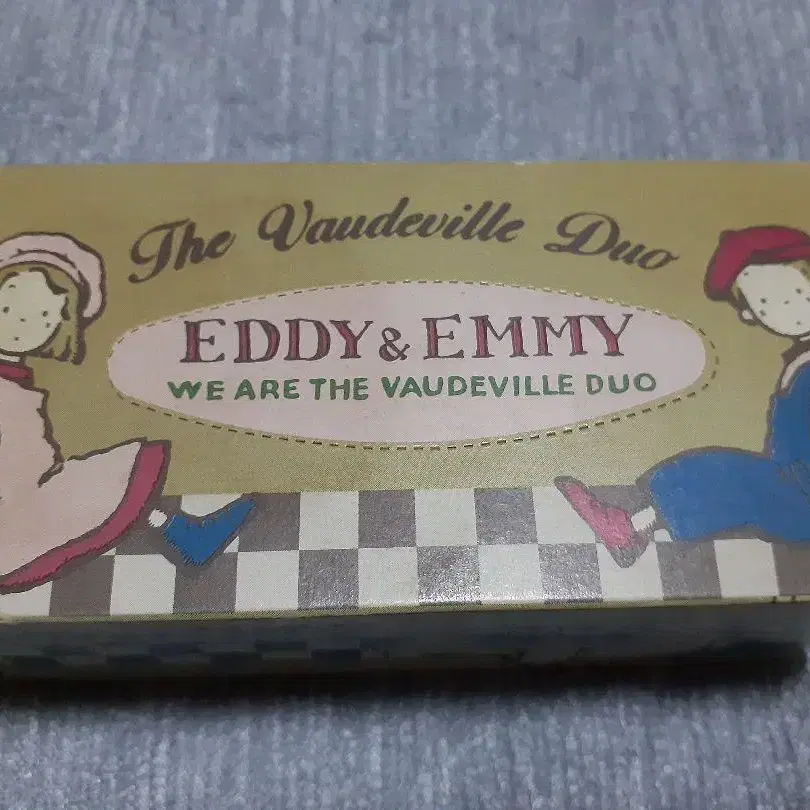 The Vaudeville Duo
EDDY & EMMY
WE ARE THE VAUDEVILLE DUO